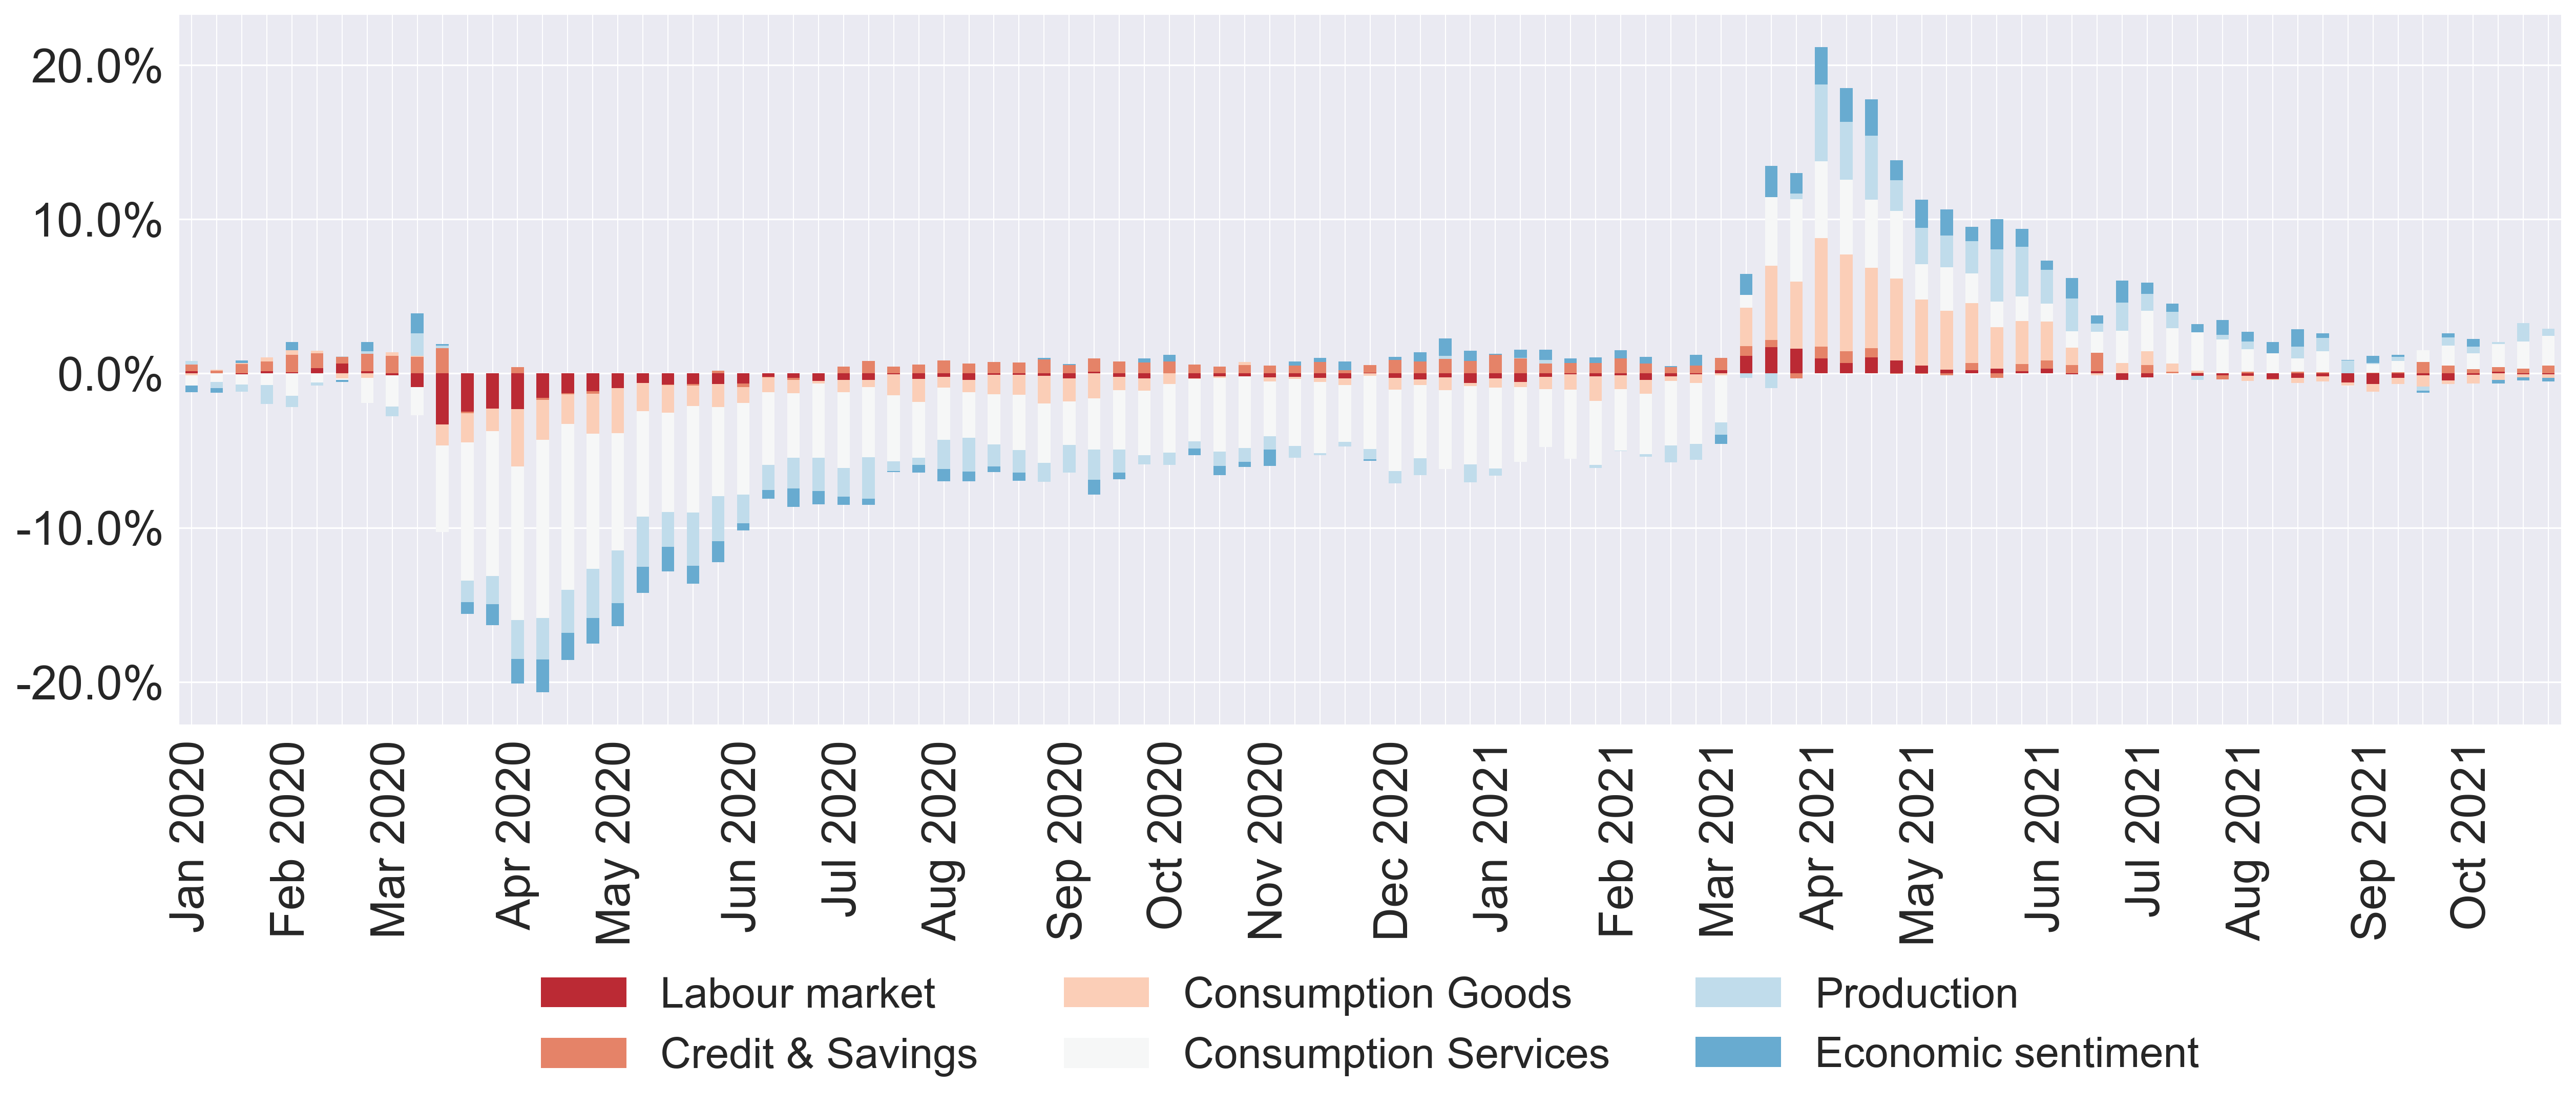 20.0%
10.0%
0.0%
-10.0%
-20.0%
Jan 2020
Feb 2020
Mar 2020
Apr 2020
May 2020
Jun 2020
Jul 2020
Aug 2020
Sep 2020
Oct 2020
Nov 2020
Dec 2020
Jan 2021
Feb 2021
Mar 2021
Apr 2021
May 2021
Jun 2021
Jul 2021
Aug 2021
Sep 2021
Oct 2021
Labour market
Credit & Savings
Consumption Goods
Consumption Services
Production
Economic sentiment